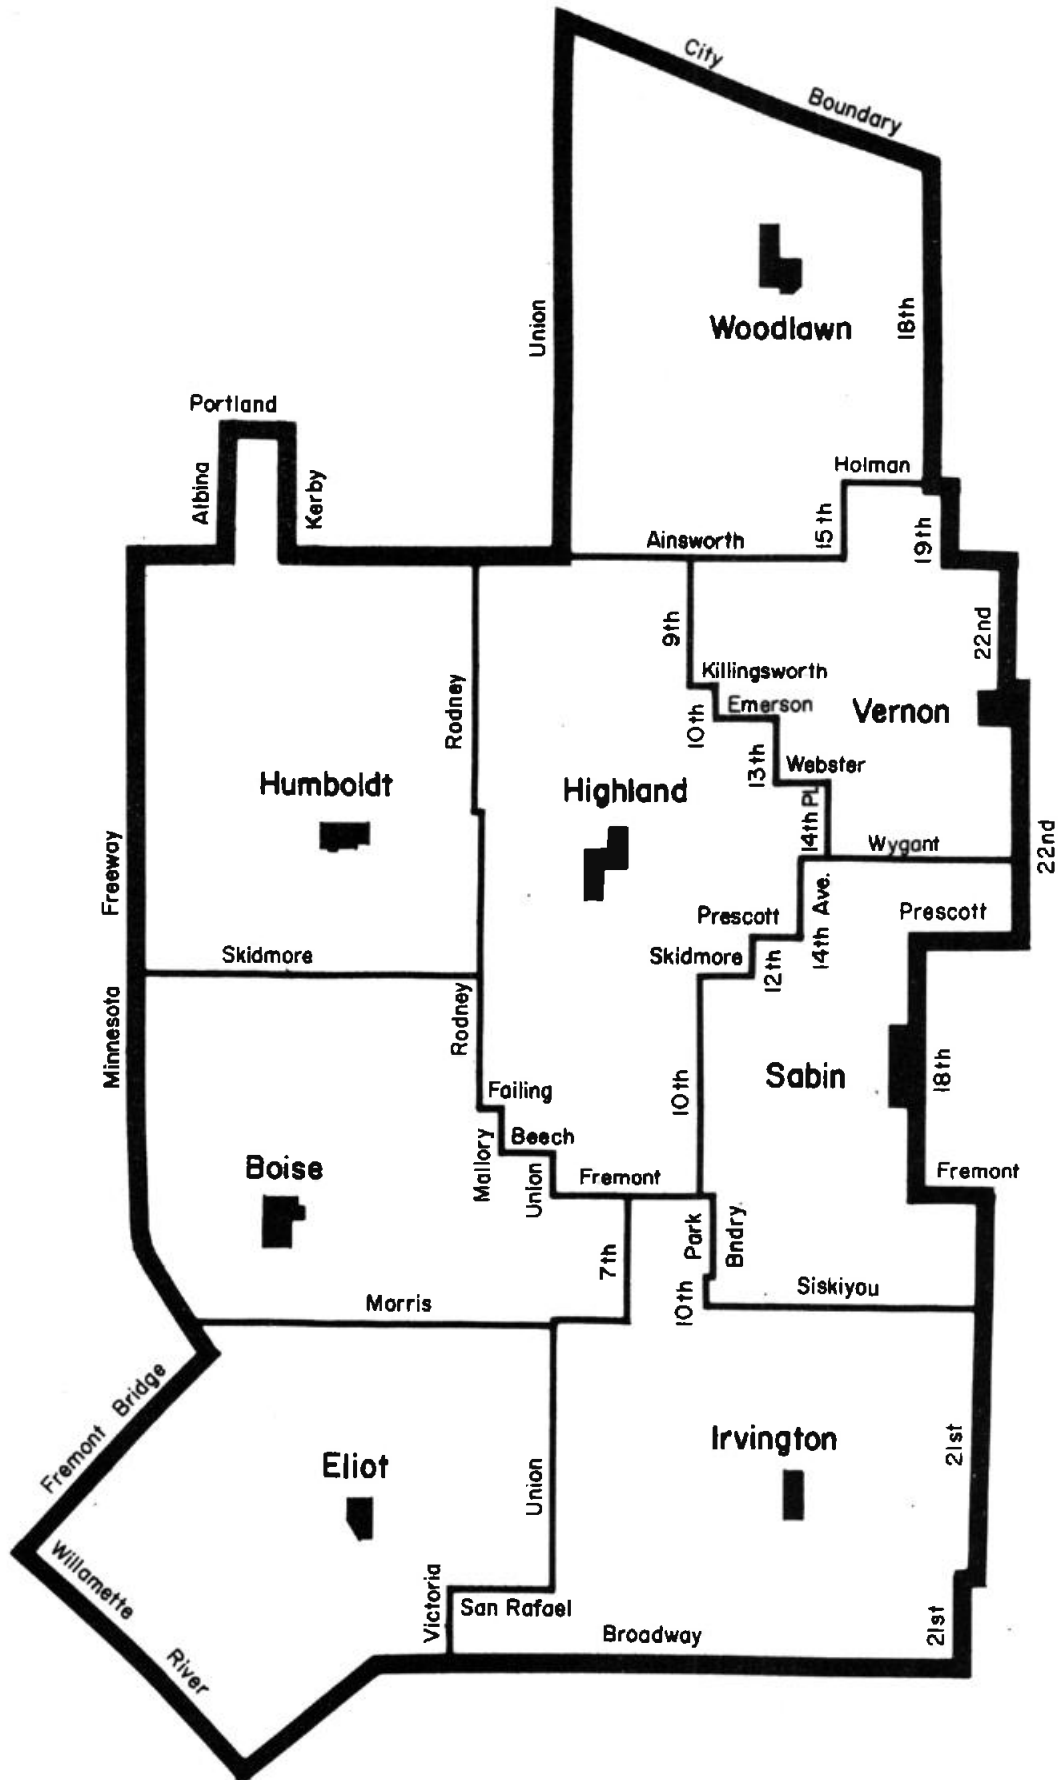 City
Boundary
Union
Woodlawn
18th
Portland
Albina
Kerby
Holman
15th
19th
Ainsworth
9th
22nd
Killingsworth
10th
Emerson
Vernon
Rodney
13th
Webster
Humboldt
Highland
14th PL
Wygant
22nd
Minnesota Freeway
Prescott
14th Ave.
Prescott
Skidmore
Skidmore
12th
Rodney
10th
Sabin
18th
Failing
Mallory
Beech
Boise
Union
Fremont
Fremont
Park
Bndry.
7th
10th
Siskiyou
Morris
Fremont Bridge
Irvington
21st
Eliot
Union
Willamette
River
Victoria
San Rafael
21st
Broadway